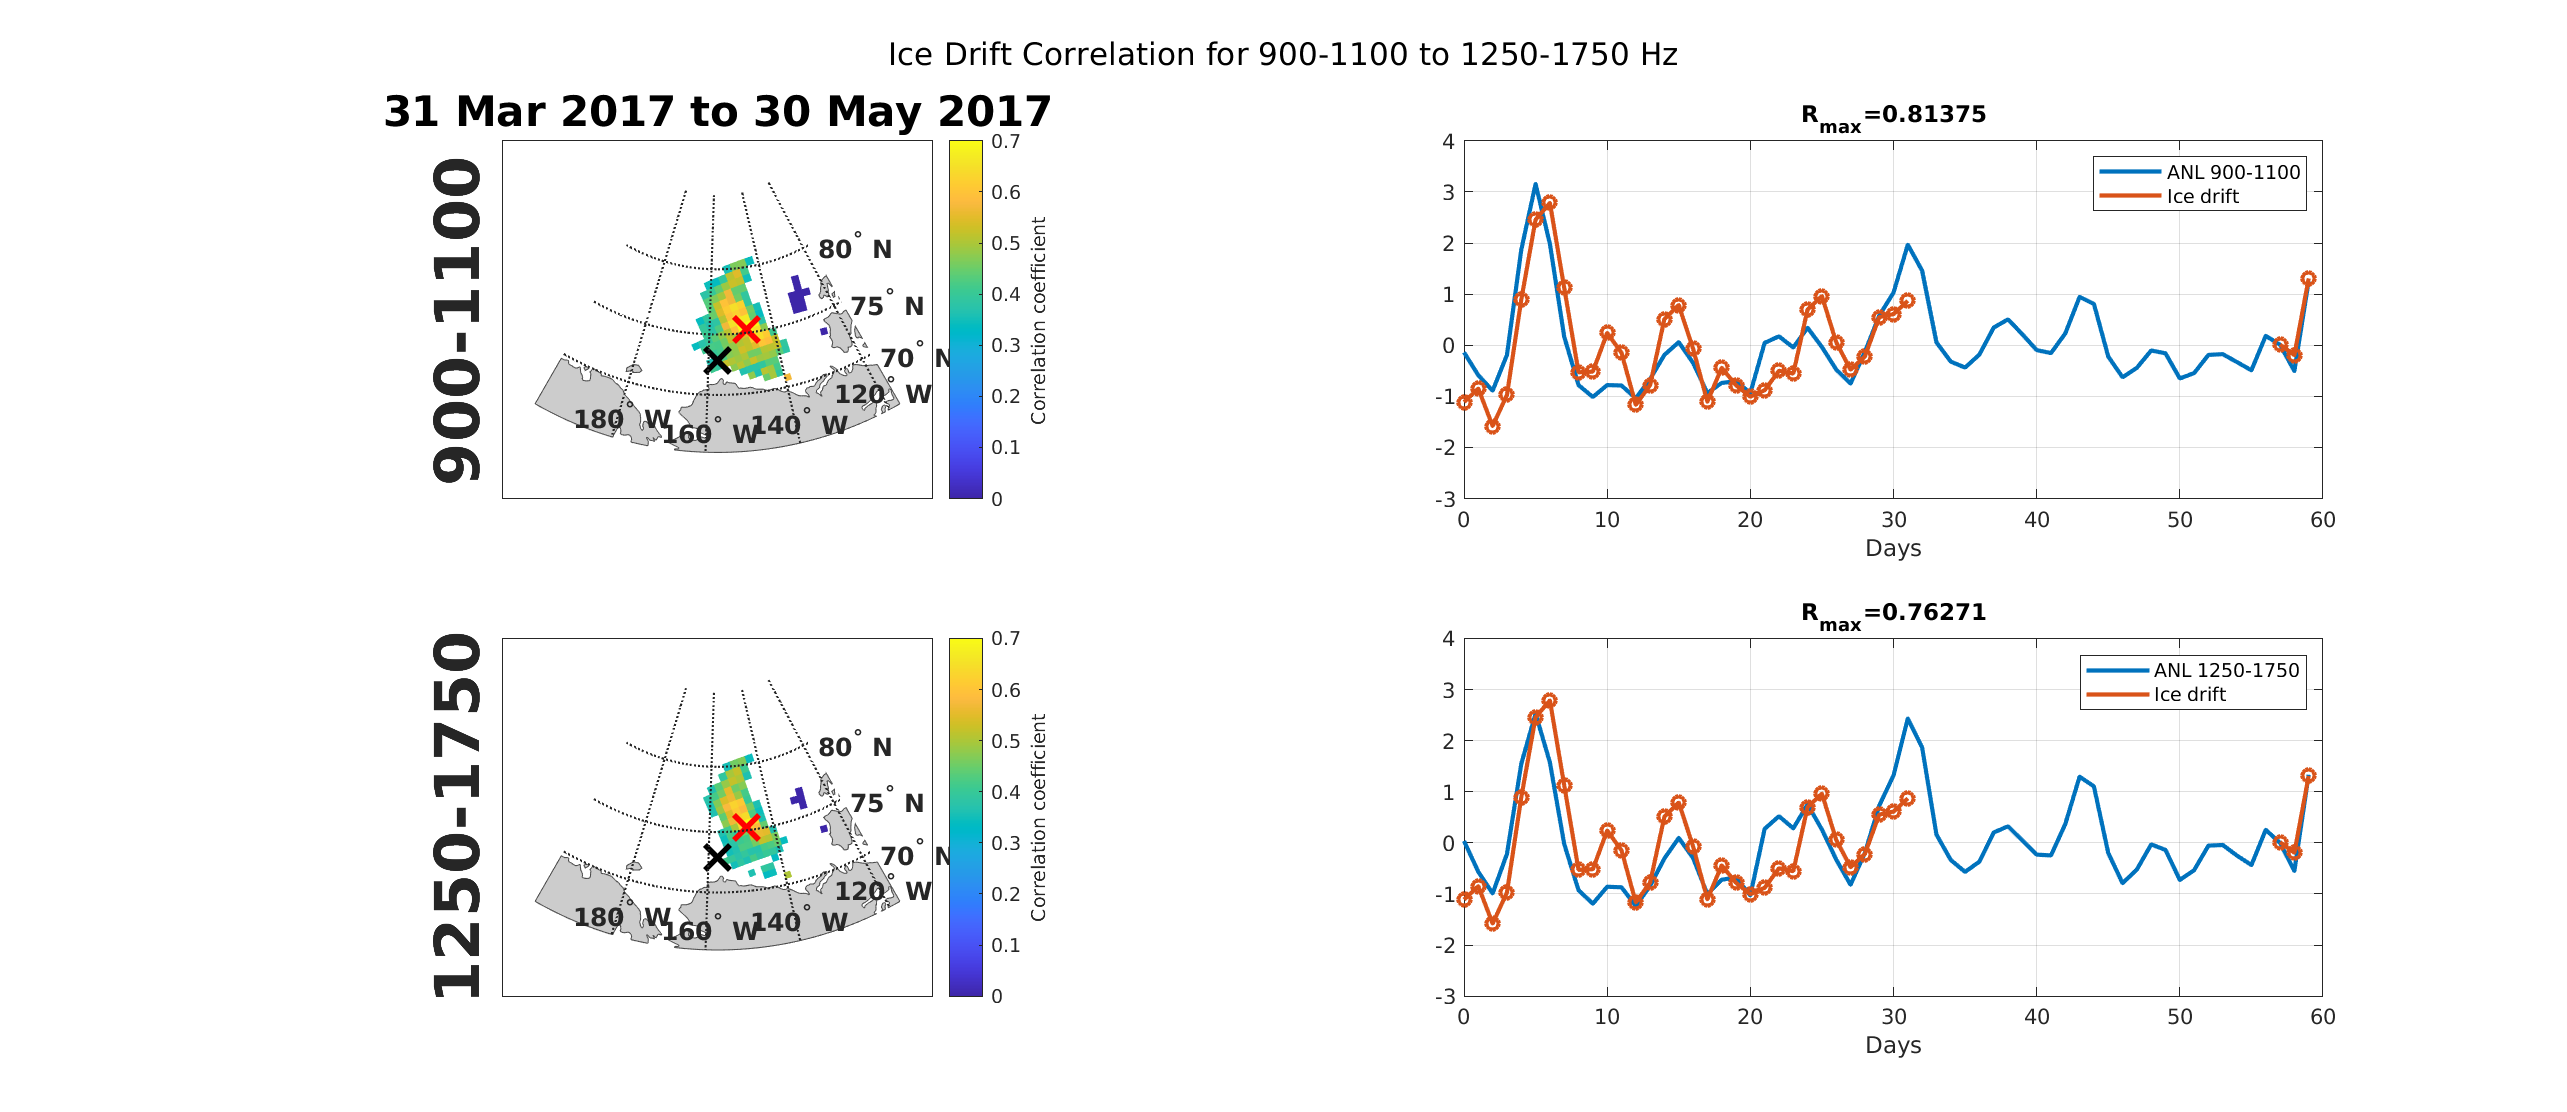 Ice Drift Correlation for 900-1100 to 1250-1750 Hz
31 Mar 2017 to 30 May 2017
900-1100
80° N
75° N
70° N
120° W
140° W
160° W
180° W
0.7
0.6
0.5
0.4
0.3
0.2
0.1
0
Correlation coefficient
Rmax=0.81375
4
3
2
1
0
-1
-2
-3
0 10 20 30 40 50 60
Days
ANL 900-1100
Ice drift
1250-1750
80° N
75° N
70° N
120° W
140° W
160° W
180° W
0.7
0.6
0.5
0.4
0.3
0.2
0.1
0
Correlation coefficient
Rmax=0.76271
4
3
2
1
0
-1
-2
-3
0 10 20 30 40 50 60
Days
ANL 1250-1750
Ice drift